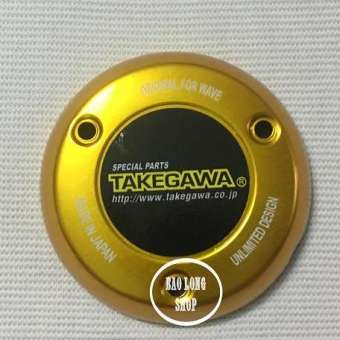 ORIGINAL FOR WAVE
SPECIAL PARTS
TAKEGAWA®
http://www.takegawa.co.jp
MADE IN JAPAN
UNLIMITED DESIGN
BAO LONG
SHOP